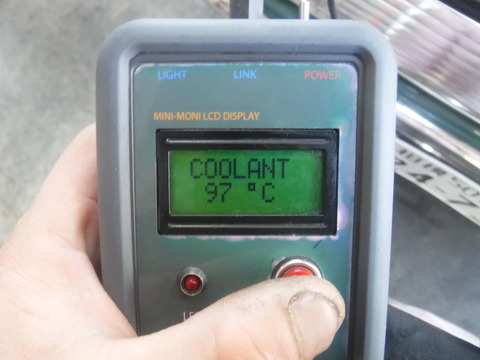 LIGHT LINK POWER
MINI-MONI LCD DISPLAY
COOLANT
97 °C